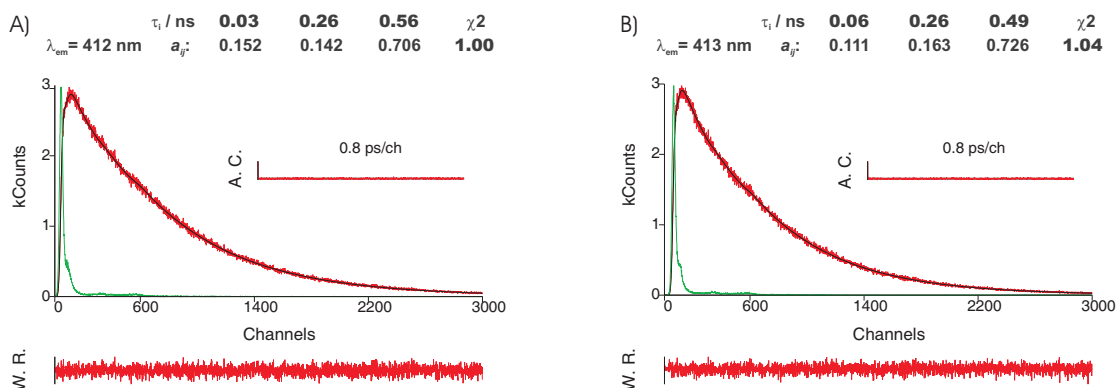 A)
τi / ns 0.03 0.26 0.56 χ2
λem= 412 nm aij: 0.152 0.142 0.706 1.00
3
2
1
0
kCounts
A. C.
0.8 ps/ch
600 1400 2200 3000
Channels
W. R.
B)
τi / ns 0.06 0.26 0.49 χ2
λem= 413 nm aij: 0.111 0.163 0.726 1.04
3
2
1
0
kCounts
A. C.
0.8 ps/ch
600 1400 2200 3000
Channels
W. R.